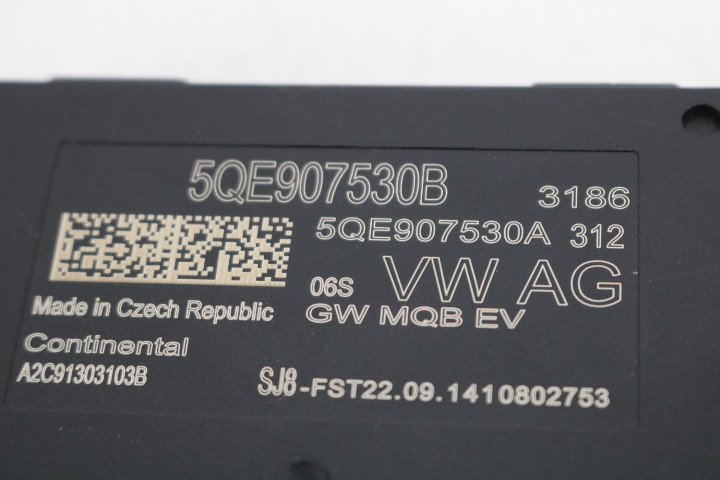 5QE907530B 3186
5QE907530A 312
06S VW AG
Made in Czech Republic GW MQB EV
Continental
A2C91303103B SJ8-FST22.09.1410802753